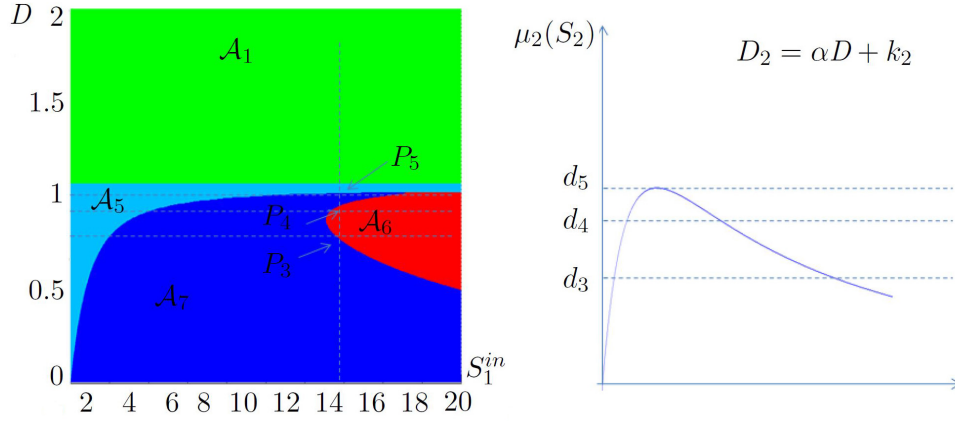 D 2
𝒜₁
1.5
P₅
1
𝒜₅
P₄
𝒜₆
P₃
0.5
𝒜₇
S₁ⁱⁿ
0
2 4 6 8 10 12 14 16 18 20
μ₂(S₂)
D₂ = αD + k₂
d₅
d₄
d₃